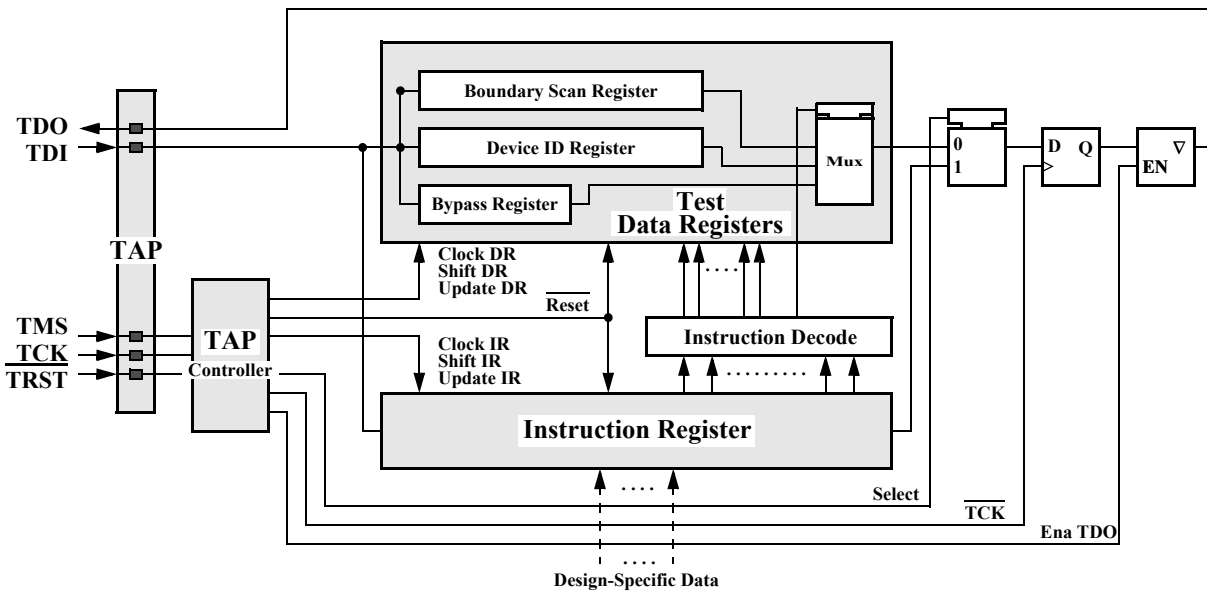 TDO
TDI
TAP
TMS
TCK
TRST
TAP
Controller
Boundary Scan Register
Device ID Register
Bypass Register
Mux
Test
Data Registers
Clock DR
Shift DR
Update DR
Reset
. . . .
Instruction Decode
Clock IR
Shift IR
Update IR
. . . . . . . . .
Instruction Register
0
1
D Q
∇
EN
. . . .
Select
TCK
Ena TDO
. . . .
Design-Specific Data